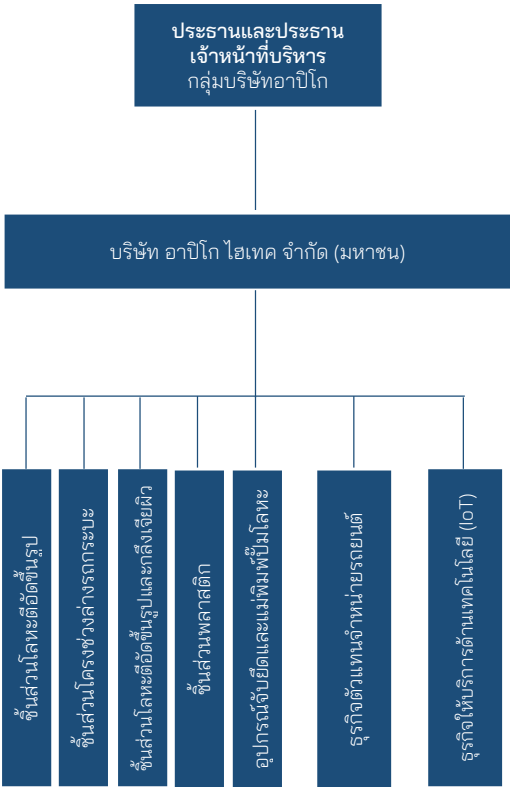 ประธานและประธาน
เจ้าหน้าที่บริหาร
กลุ่มบริษัทอาปิโก
บริษัท อาปิโก ไฮเทค จำกัด (มหาชน)
ชิ้นส่วนโลหะตีอัดขึ้นรูป
ชิ้นส่วนโครงช่วงล่างรถกระบะ
ชิ้นส่วนโลหะตีอัดขึ้นรูปและกลึงเจียผิว
ชิ้นส่วนพลาสติก
อุปกรณ์จับยึดและแม่พิมพ์ปั๊มโลหะ
ธุรกิจตัวแทนจำหน่ายรถยนต์
ธุรกิจให้บริการด้านเทคโนโลยี (IoT)